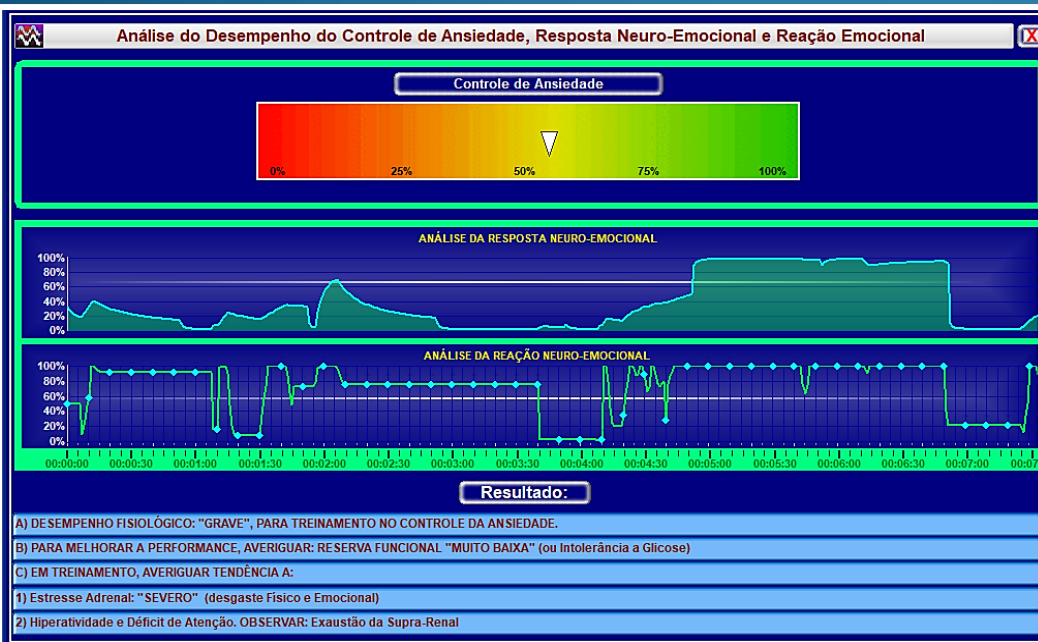 Análise do Desempenho do Controle de Ansiedade, Resposta Neuro-Emocional e Reação Emocional
X
Controle de Ansiedade
0% 25% 50% 75% 100%
ANÁLISE DA RESPOSTA NEURO-EMOCIONAL
100%
80%
60%
40%
20%
0%
ANÁLISE DA REAÇÃO NEURO-EMOCIONAL
100%
80%
60%
40%
20%
0%
00:00:00 00:00:30 00:01:00 00:01:30 00:02:00 00:02:30 00:03:00 00:03:30 00:04:00 00:04:30 00:05:00 00:05:30 00:06:00 00:06:30 00:07:00 00:07
Resultado:
A) DESEMPENHO FISIOLÓGICO: "GRAVE", PARA TREINAMENTO NO CONTROLE DA ANSIEDADE.
B) PARA MELHORAR A PERFORMANCE, AVERIGUAR: RESERVA FUNCIONAL "MUITO BAIXA" (ou Intolerância a Glicose)
C) EM TREINAMENTO, AVERIGUAR TENDÊNCIA A:
1) Estresse Adrenal: "SEVERO" (desgaste Físico e Emocional)
2) Hiperatividade e Déficit de Atenção. OBSERVAR: Exaustão da Supra-Renal